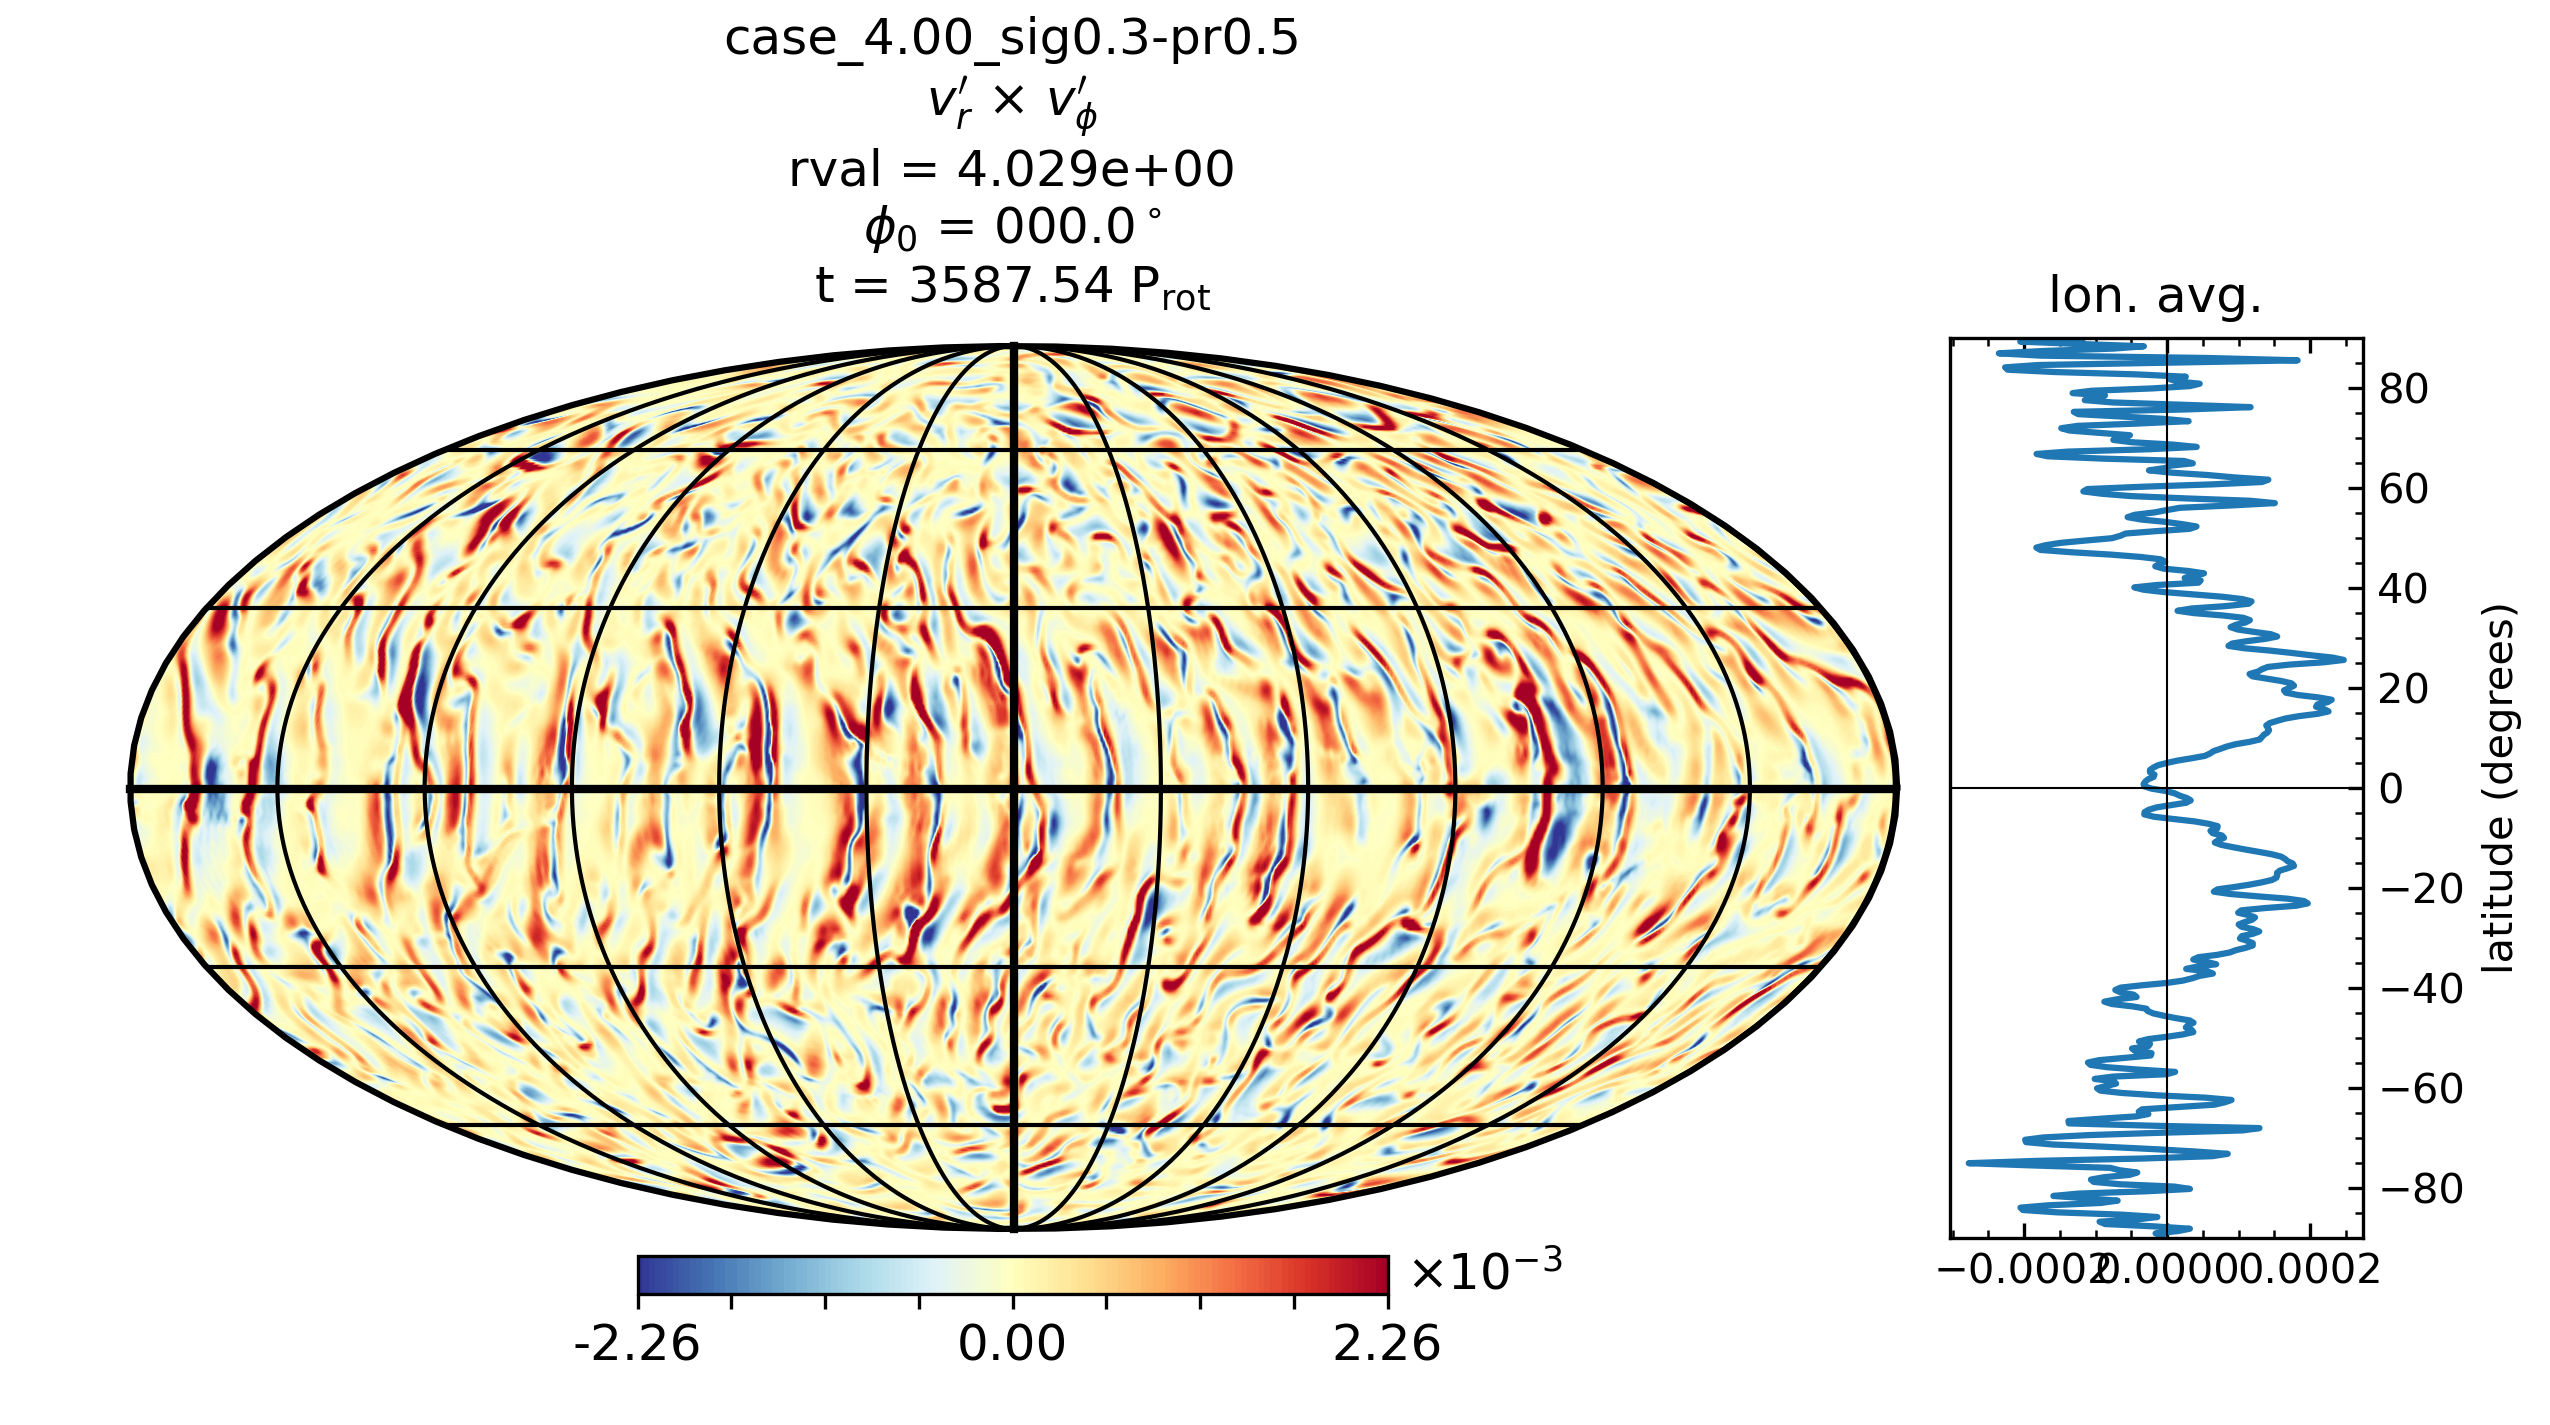 case_4.00_sig0.3-pr0.5
v′r × v′ϕ
rval = 4.029e+00
ϕ0 = 000.0°
t = 3587.54 Prot
lon. avg.
80
60
40
20
0
−20
−40
−60
−80
latitude (degrees)
−0.0002 0.0000 0.0002
×10−3
-2.26 0.00 2.26